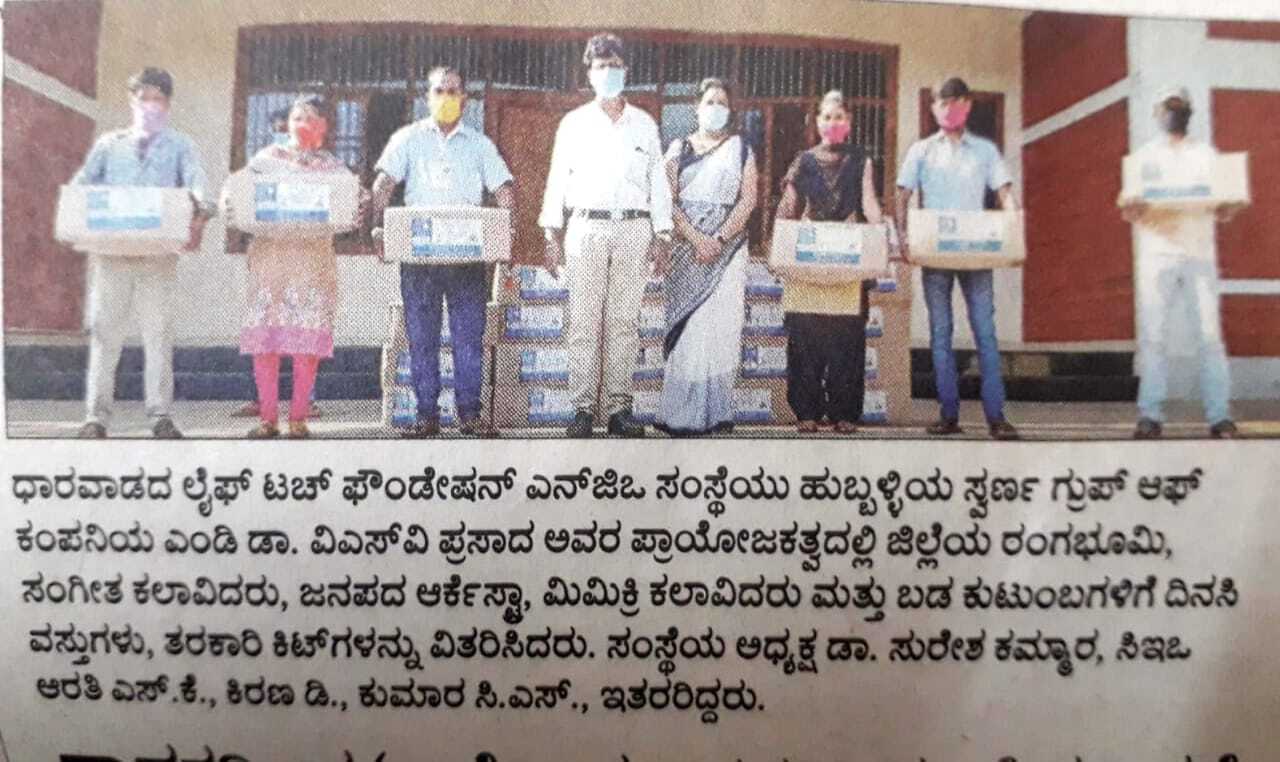 ಧಾರವಾಡದ ಲೈಫ್ ಟಚ್ ಫೌಂಡೇಷನ್ ಎನ್‌ಜಿಒ ಸಂಸ್ಥೆಯು ಹುಬ್ಬಳ್ಳಿಯ ಸ್ವರ್ಣ ಗ್ರುಪ್ ಆಫ್
ಕಂಪನಿಯ ಎಂಡಿ ಡಾ. ವಿಎಸ್‌ವಿ ಪ್ರಸಾದ ಅವರ ಪ್ರಾಯೋಜಕತ್ವದಲ್ಲಿ ಜಿಲ್ಲೆಯ ರಂಗಭೂಮಿ,
ಸಂಗೀತ ಕಲಾವಿದರು, ಜನಪದ ಆರ್ಕೆಸ್ಟ್ರಾ, ಮಿಮಿಕ್ರಿ ಕಲಾವಿದರು ಮತ್ತು ಬಡ ಕುಟುಂಬಗಳಿಗೆ ದಿನಸಿ
ವಸ್ತುಗಳು, ತರಕಾರಿ ಕಿಟ್‌ಗಳನ್ನು ವಿತರಿಸಿದರು. ಸಂಸ್ಥೆಯ ಅಧ್ಯಕ್ಷ ಡಾ. ಸುರೇಶ ಕಮ್ಮಾರ, ಸಿಇಒ
ಆರತಿ ಎಸ್.ಕೆ., ಕಿರಣ ಡಿ., ಕುಮಾರ ಸಿ.ಎಸ್., ಇತರರಿದ್ದರು.